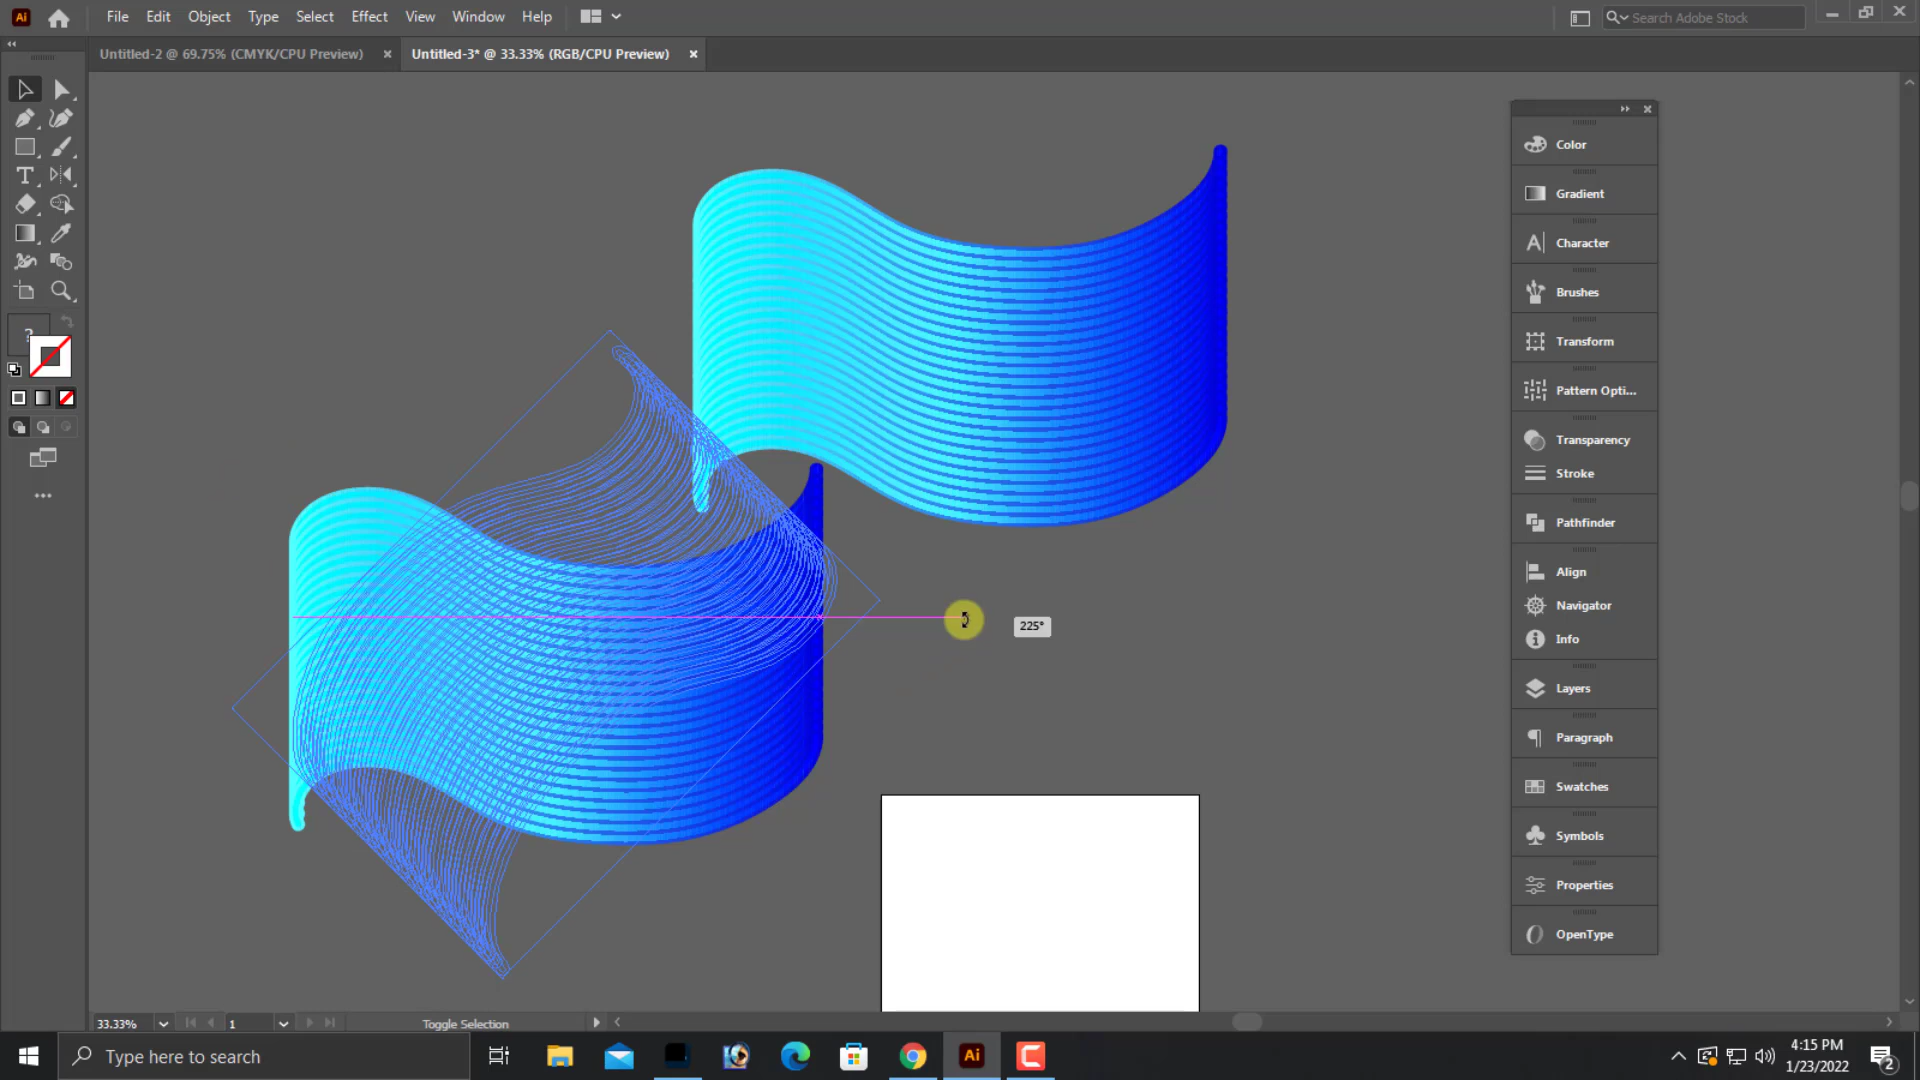 Ai File Edit Object Type Select Effect View Window Help Search Adobe Stock
Untitled-2 @ 69.75% (CMYK/CPU Preview) × Untitled-3* @ 33.33% (RGB/CPU Preview) ×
Color
Gradient
Character
Brushes
Transform
Pattern Opti...
Transparency
Stroke
Pathfinder
Align
Navigator
Info
Layers
Paragraph
Swatches
Symbols
Properties
OpenType
?
225°
33.33% 1 Toggle Selection
Type here to search
Ai
4:15 PM
1/23/2022
2